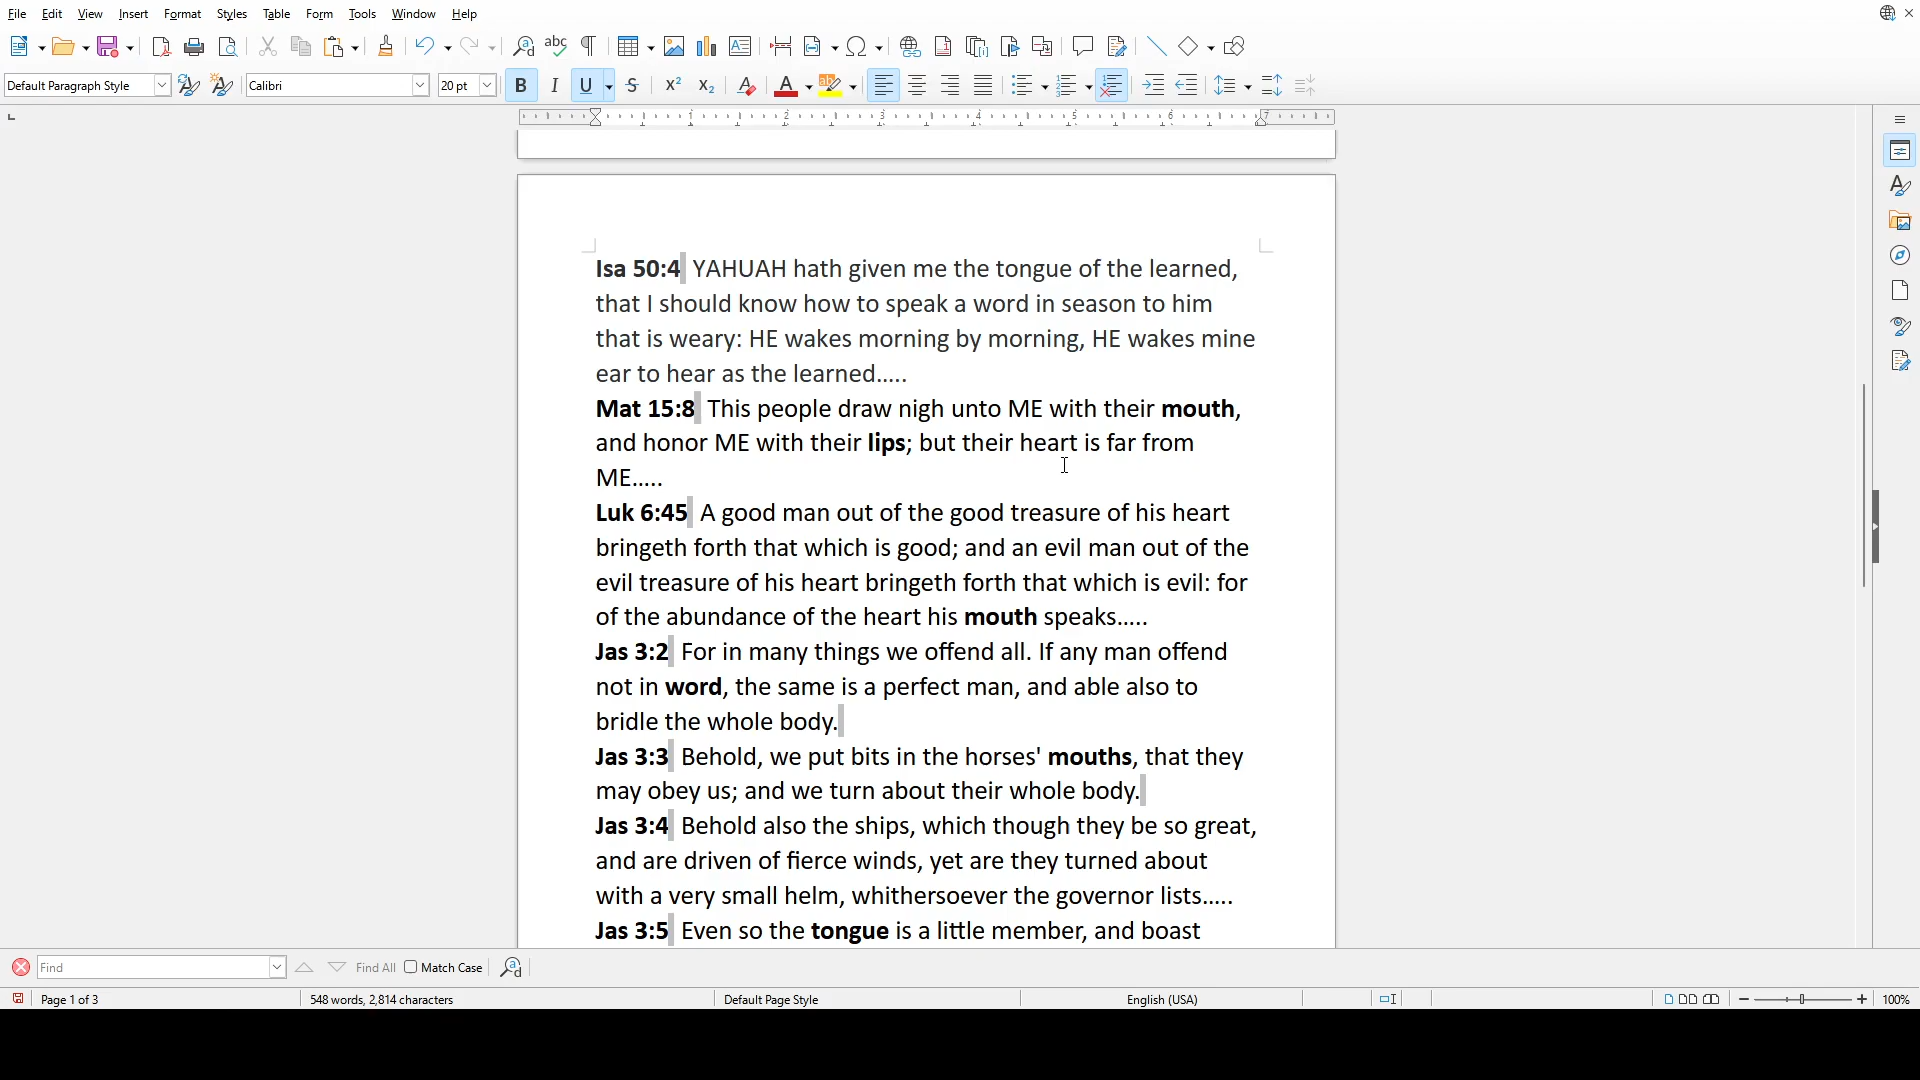 File Edit View Insert Format Styles Table Form Tools Window Help
Default Paragraph Style Calibri 20 pt
1 2 3 4 5 6 7
Isa 50:4 YAHUAH hath given me the tongue of the learned,
that I should know how to speak a word in season to him
that is weary: HE wakes morning by morning, HE wakes mine
ear to hear as the learned…..
Mat 15:8 This people draw nigh unto ME with their mouth,
and honor ME with their lips; but their heart is far from
ME…..
Luk 6:45 A good man out of the good treasure of his heart
bringeth forth that which is good; and an evil man out of the
evil treasure of his heart bringeth forth that which is evil: for
of the abundance of the heart his mouth speaks…..
Jas 3:2 For in many things we offend all. If any man offend
not in word, the same is a perfect man, and able also to
bridle the whole body.
Jas 3:3 Behold, we put bits in the horses' mouths, that they
may obey us; and we turn about their whole body.
Jas 3:4 Behold also the ships, which though they be so great,
and are driven of fierce winds, yet are they turned about
with a very small helm, whithersoever the governor lists…..
Jas 3:5 Even so the tongue is a little member, and boast
Find Find All Match Case
Page 1 of 3 548 words, 2,814 characters Default Page Style English (USA) 100%